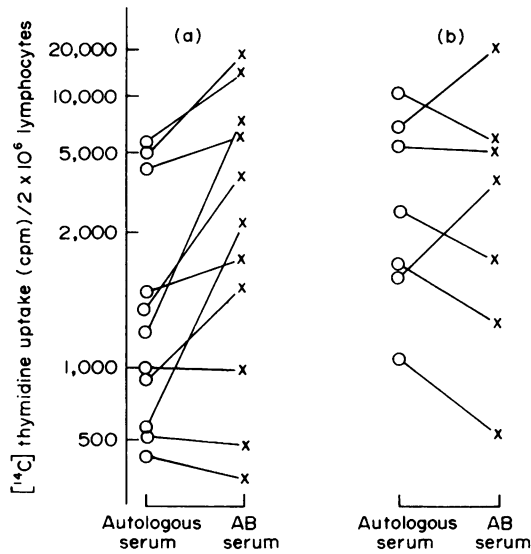 [¹⁴C] thymidine uptake (cpm)/2 x 10⁶ lymphocytes
(a)
(b)
20,000
10,000
5,000
2,000
1,000
500
Autologous
serum
AB
serum
Autologous
serum
AB
serum